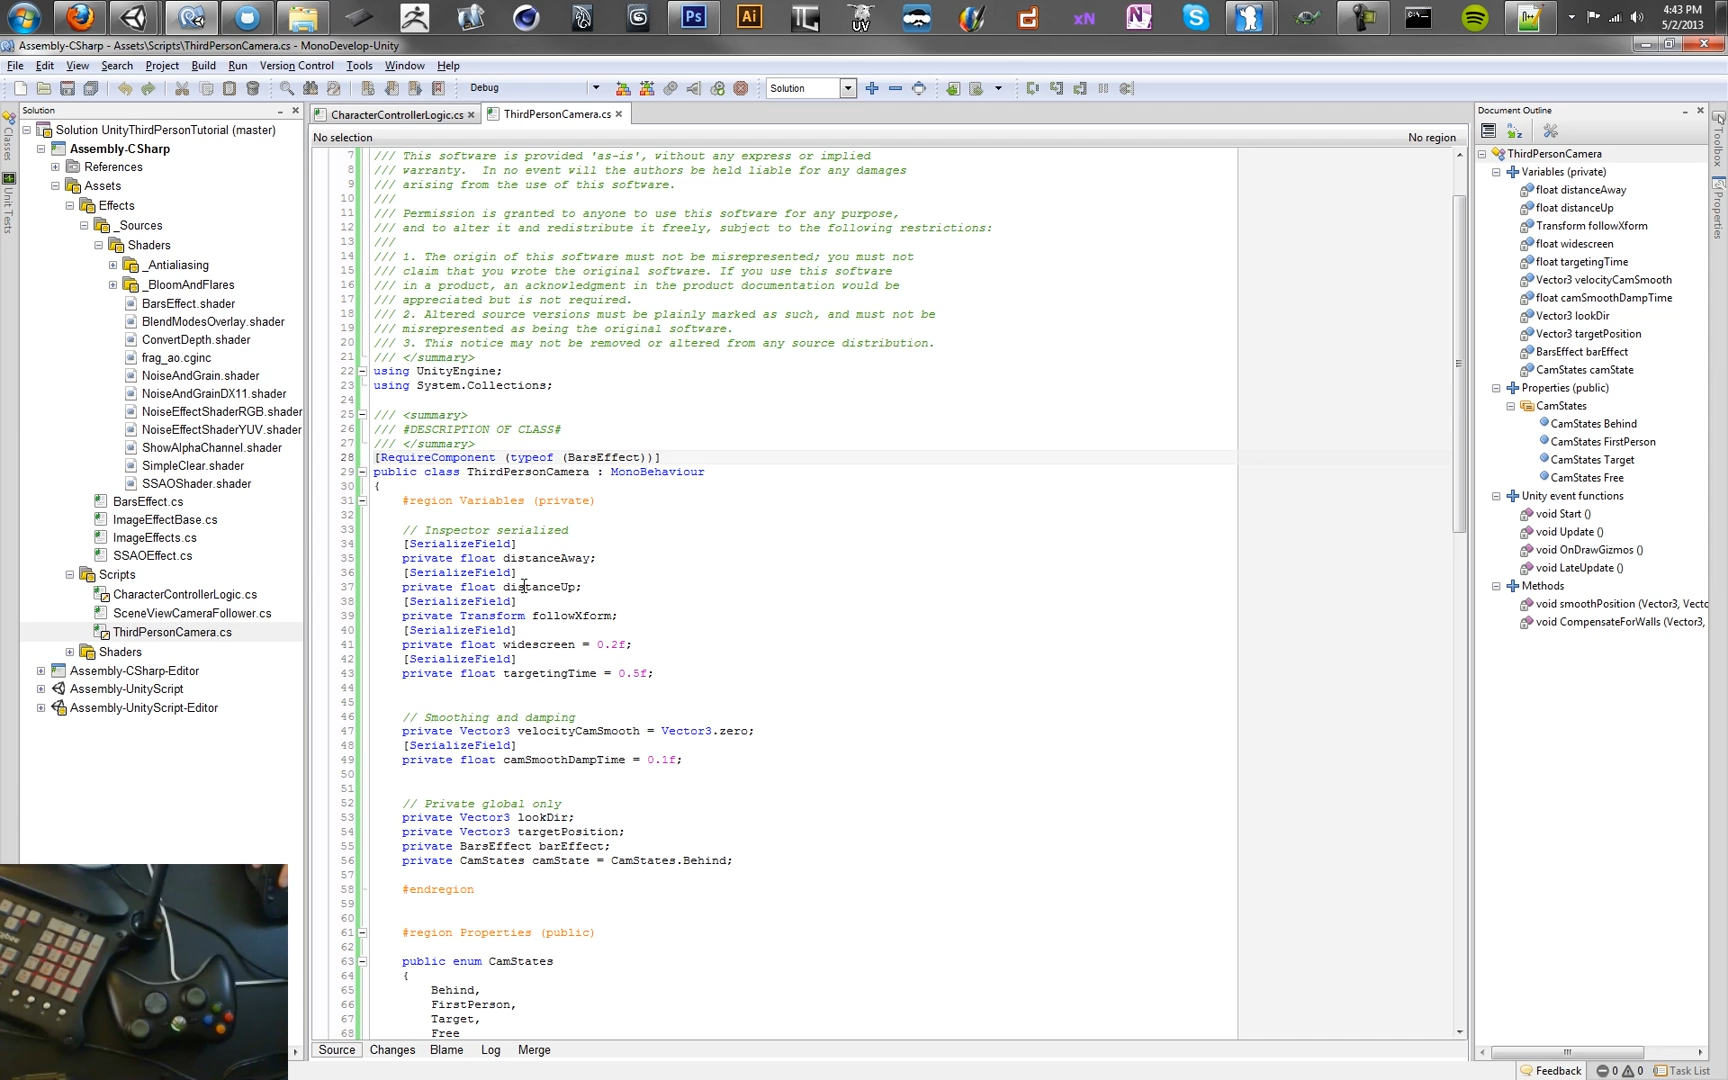 4:43 PM
5/2/2013
Assembly-CSharp - Assets\Scripts\ThirdPersonCamera.cs - MonoDevelop-Unity
File Edit View Search Project Build Run Version Control Tools Window Help
Debug
Solution
Solution
CharacterControllerLogic.cs
ThirdPersonCamera.cs
Document Outline
No selection
No region
Classes
Unit Tests
Solution UnityThirdPersonTutorial (master)
Assembly-CSharp
References
Assets
Effects
_Sources
Shaders
_Antialiasing
_BloomAndFlares
BarsEffect.shader
BlendModesOverlay.shader
ConvertDepth.shader
frag_ao.cginc
NoiseAndGrain.shader
NoiseAndGrainDX11.shader
NoiseEffectShaderRGB.shader
NoiseEffectShaderYUV.shader
ShowAlphaChannel.shader
SimpleClear.shader
SSAOShader.shader
BarsEffect.cs
ImageEffectBase.cs
ImageEffects.cs
SSAOEffect.cs
Scripts
CharacterControllerLogic.cs
SceneViewCameraFollower.cs
ThirdPersonCamera.cs
Shaders
Assembly-CSharp-Editor
Assembly-UnityScript
Assembly-UnityScript-Editor
7 /// This software is provided 'as-is', without any express or implied
8 /// warranty.  In no event will the authors be held liable for any damages
9 /// arising from the use of this software.
10 ///
11 /// Permission is granted to anyone to use this software for any purpose,
12 /// and to alter it and redistribute it freely, subject to the following restrictions:
13 ///
14 /// 1. The origin of this software must not be misrepresented; you must not
15 /// claim that you wrote the original software. If you use this software
16 /// in a product, an acknowledgment in the product documentation would be
17 /// appreciated but is not required.
18 /// 2. Altered source versions must be plainly marked as such, and must not be
19 /// misrepresented as being the original software.
20 /// 3. This notice may not be removed or altered from any source distribution.
21 /// </summary>
22 using UnityEngine;
23 using System.Collections;
24
25 /// <summary>
26 /// #DESCRIPTION OF CLASS#
27 /// </summary>
28 [RequireComponent (typeof (BarsEffect))]
29 public class ThirdPersonCamera : MonoBehaviour
30 {
31 #region Variables (private)
32
33 // Inspector serialized
34 [SerializeField]
35 private float distanceAway;
36 [SerializeField]
37 private float distanceUp;
38 [SerializeField]
39 private Transform followXform;
40 [SerializeField]
41 private float widescreen = 0.2f;
42 [SerializeField]
43 private float targetingTime = 0.5f;
44
45
46 // Smoothing and damping
47 private Vector3 velocityCamSmooth = Vector3.zero;
48 [SerializeField]
49 private float camSmoothDampTime = 0.1f;
50
51
52 // Private global only
53 private Vector3 lookDir;
54 private Vector3 targetPosition;
55 private BarsEffect barEffect;
56 private CamStates camState = CamStates.Behind;
57
58 #endregion
59
60
61 #region Properties (public)
62
63 public enum CamStates
64 {
65 Behind,
66 FirstPerson,
67 Target,
68 Free
Source Changes Blame Log Merge
ThirdPersonCamera
Variables (private)
float distanceAway
float distanceUp
Transform followXform
float widescreen
float targetingTime
Vector3 velocityCamSmooth
float camSmoothDampTime
Vector3 lookDir
Vector3 targetPosition
BarsEffect barEffect
CamStates camState
Properties (public)
CamStates
CamStates Behind
CamStates FirstPerson
CamStates Target
CamStates Free
Unity event functions
void Start ()
void Update ()
void OnDrawGizmos ()
void LateUpdate ()
Methods
void smoothPosition (Vector3, Vectc
void CompensateForWalls (Vector3,
Toolbox
Properties
Feedback 0 0 Task List